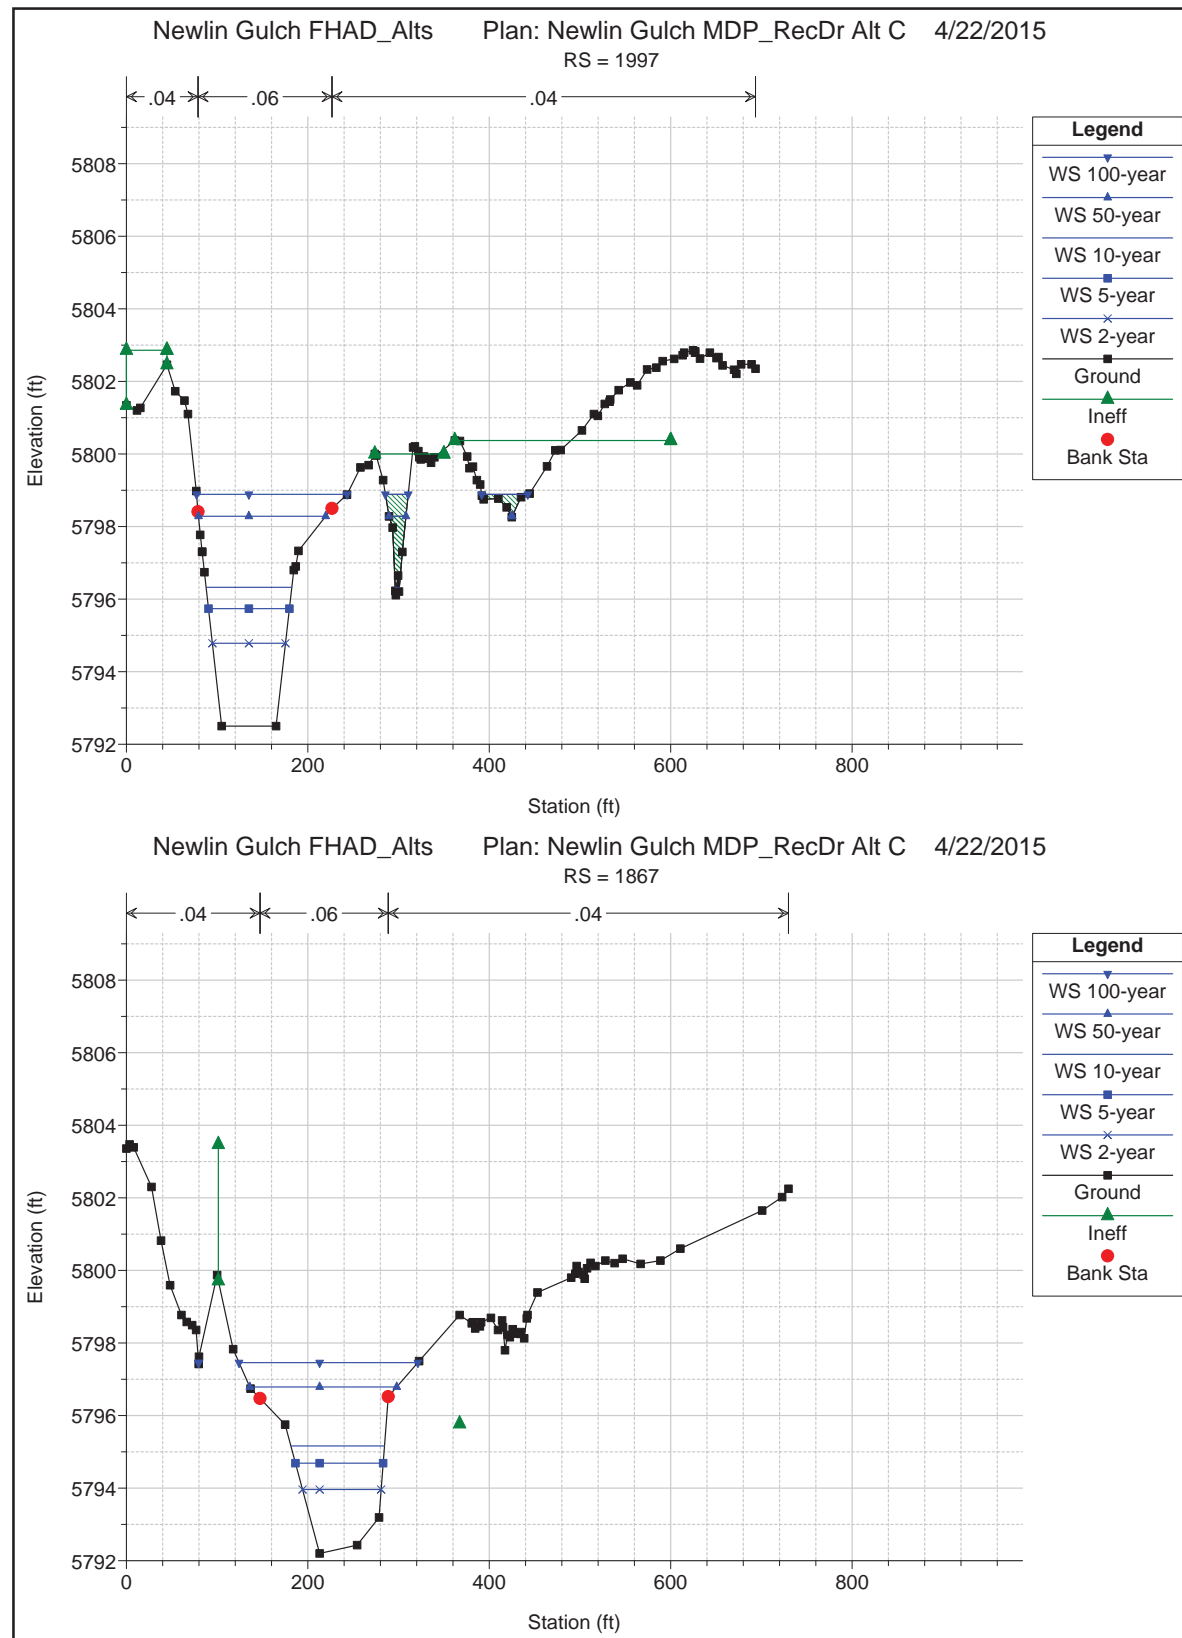 Newlin Gulch FHAD_Alts Plan: Newlin Gulch MDP_RecDr Alt C 4/22/2015
RS = 1997
.04 .06 .04
Legend
WS 100-year
WS 50-year
WS 10-year
WS 5-year
WS 2-year
Ground
Ineff
Bank Sta
5808
5806
5804
5802
5800
5798
5796
5794
5792
Elevation (ft)
0 200 400 600 800
Station (ft)
Newlin Gulch FHAD_Alts Plan: Newlin Gulch MDP_RecDr Alt C 4/22/2015
RS = 1867
.04 .06 .04
Legend
WS 100-year
WS 50-year
WS 10-year
WS 5-year
WS 2-year
Ground
Ineff
Bank Sta
5808
5806
5804
5802
5800
5798
5796
5794
5792
Elevation (ft)
0 200 400 600 800
Station (ft)